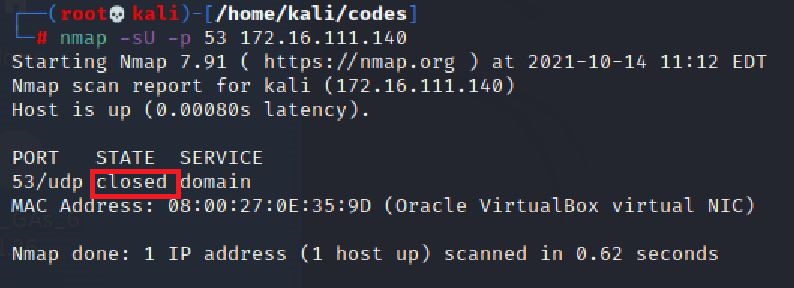 (root💀kali)-[/home/kali/codes]
# nmap -sU -p 53 172.16.111.140
Starting Nmap 7.91 ( https://nmap.org ) at 2021-10-14 11:12 EDT
Nmap scan report for kali (172.16.111.140)
Host is up (0.00080s latency).
PORT   STATE  SERVICE
53/udp closed domain
MAC Address: 08:00:27:0E:35:9D (Oracle VirtualBox virtual NIC)
Nmap done: 1 IP address (1 host up) scanned in 0.62 seconds